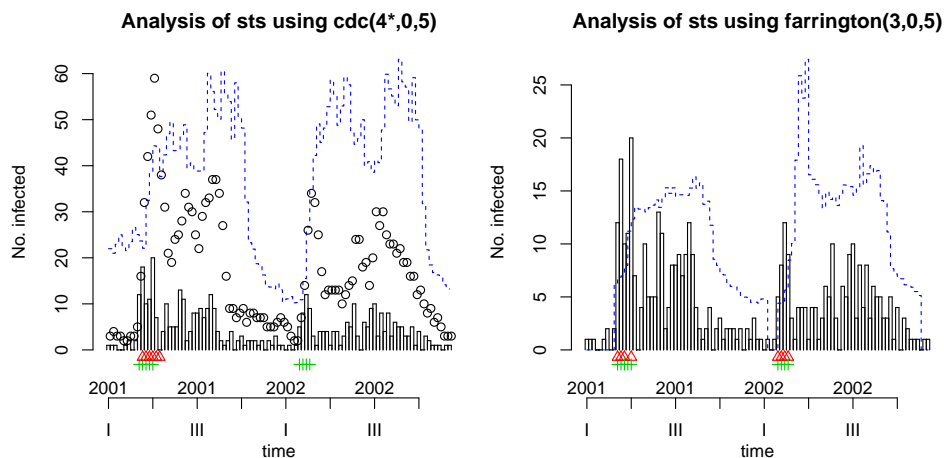 Analysis of sts using cdc(4*,0,5)
No. infected
60
50
40
30
20
10
0
2001 2001 2002 2002
I III I III
time
Analysis of sts using farrington(3,0,5)
No. infected
25
20
15
10
5
0
2001 2001 2002 2002
I III I III
time